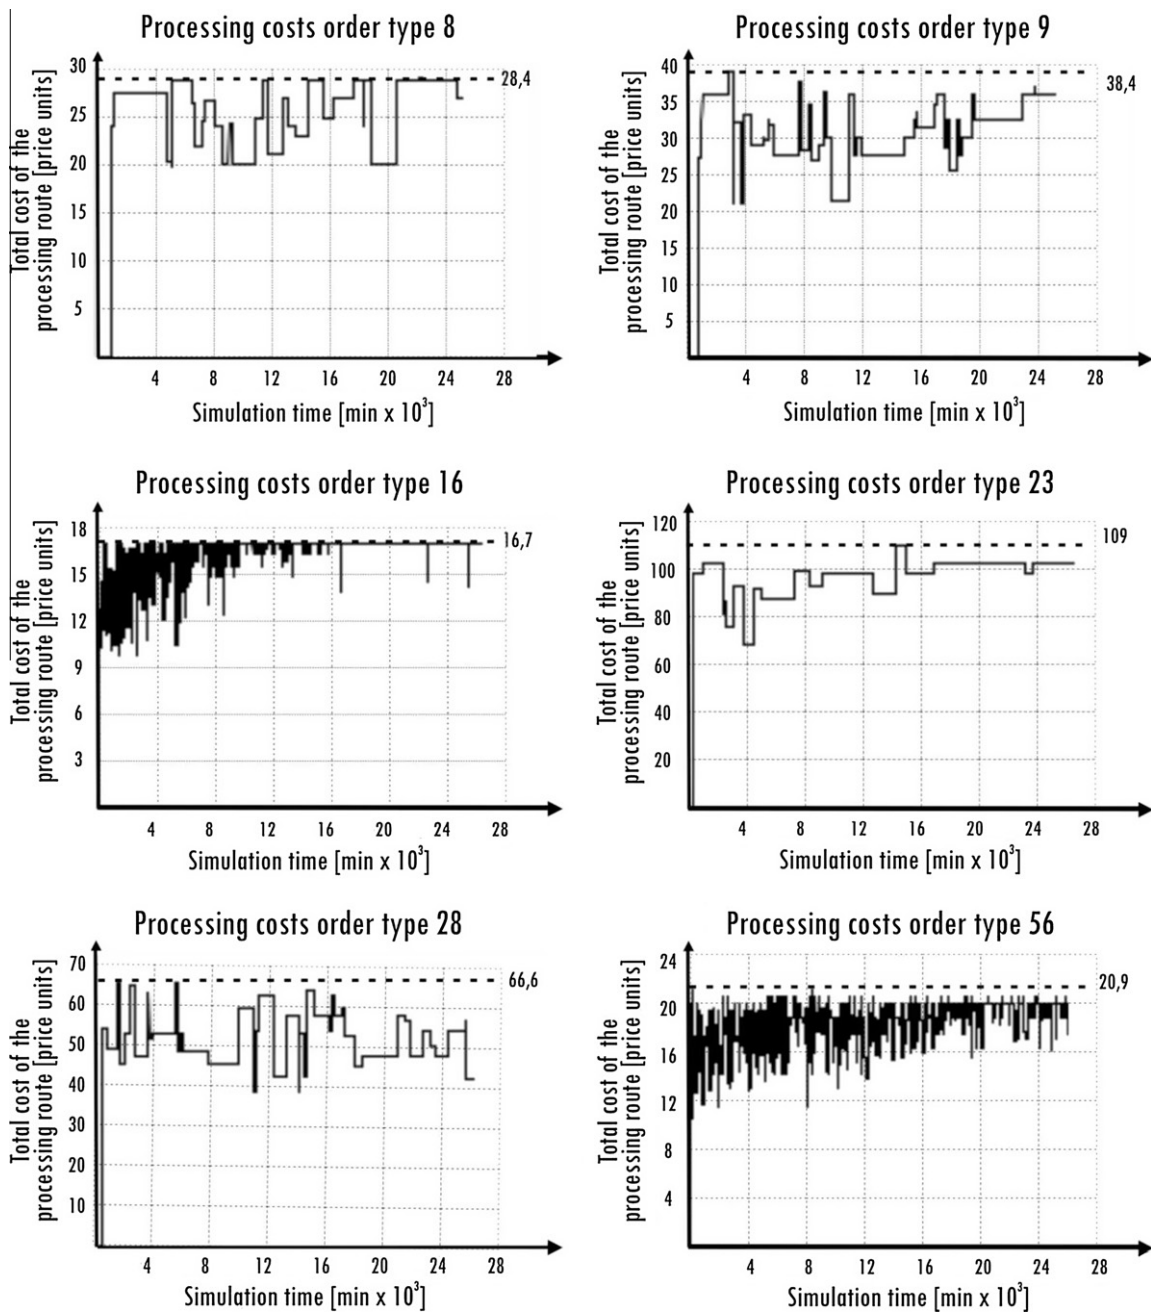 Processing costs order type 8
Total cost of the
processing route [price units]
30
25
20
15
10
5
28,4
4 8 12 16 20 24 28
Simulation time [min x 10³]
Processing costs order type 9
Total cost of the
processing route [price units]
40
35
30
25
20
15
10
5
38,4
4 8 12 16 20 24 28
Simulation time [min x 10³]
Processing costs order type 16
Total cost of the
processing route [price units]
18
15
12
9
6
3
16,7
4 8 12 16 20 24 28
Simulation time [min x 10³]
Processing costs order type 23
Total cost of the
processing route [price units]
120
100
80
60
40
20
109
4 8 12 16 20 24 28
Simulation time [min x 10³]
Processing costs order type 28
Total cost of the
processing route [price units]
70
60
50
40
30
20
10
66,6
4 8 12 16 20 24 28
Simulation time [min x 10³]
Processing costs order type 56
Total cost of the
processing route [price units]
24
20
16
12
8
4
20,9
4 8 12 16 20 24 28
Simulation time [min x 10³]